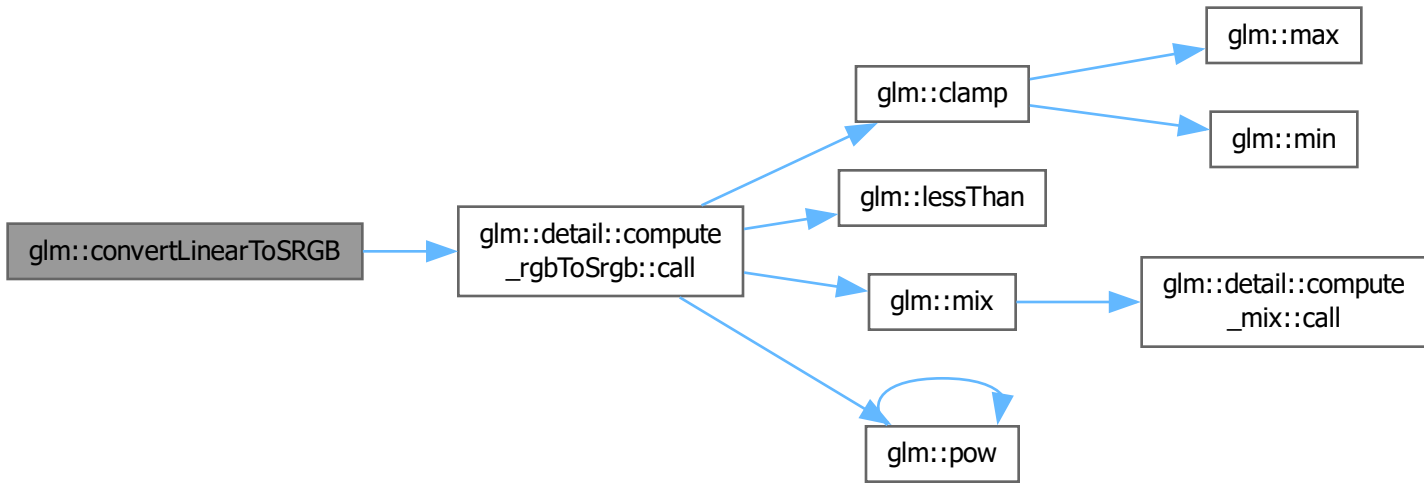 glm::convertLinearToSRGB
glm::detail::compute
_rgbToSrgb::call
glm::clamp
glm::max
glm::min
glm::lessThan
glm::mix
glm::detail::compute
_mix::call
glm::pow